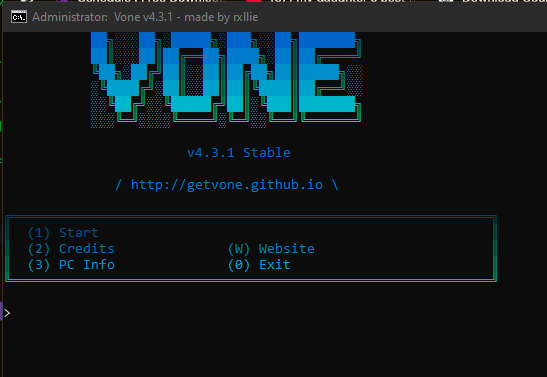 Administrator: Vone v4.3.1 - made by rxllie
VONE
v4.3.1 Stable
/ http://getvone.github.io \
(1) Start
(2) Credits (W) Website
(3) PC Info (0) Exit
>